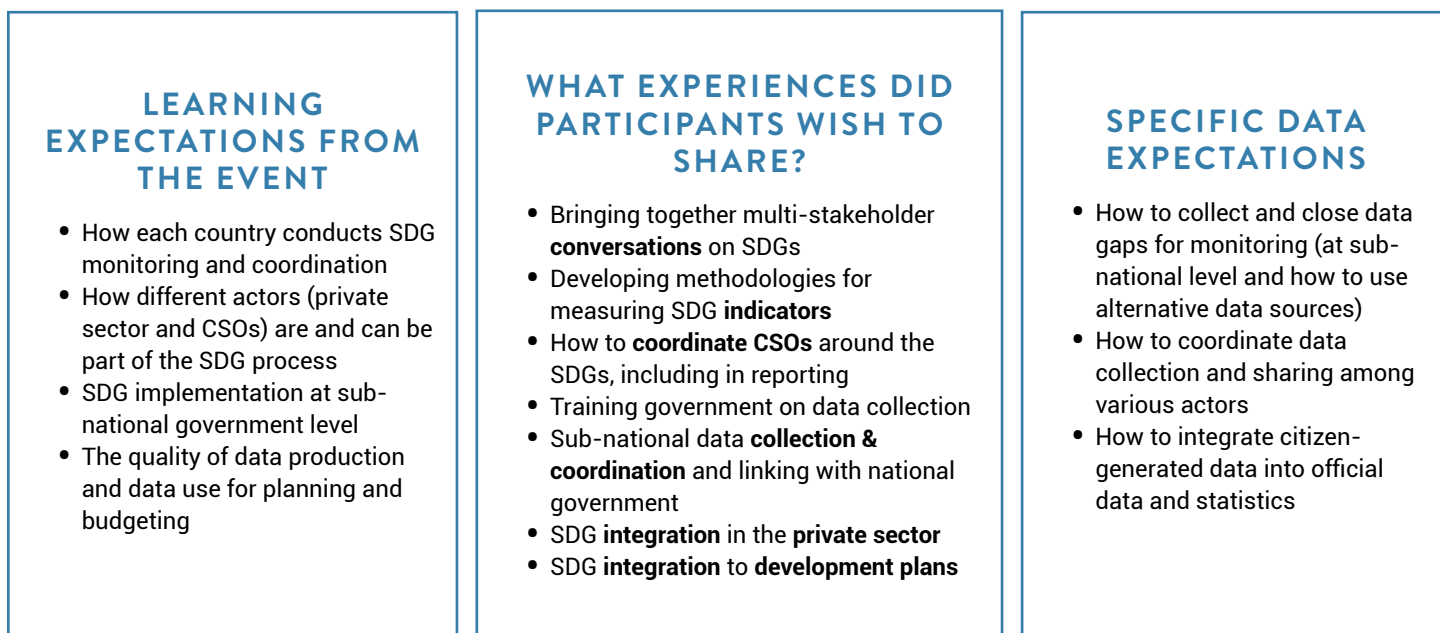 LEARNING
EXPECTATIONS FROM
THE EVENT
• How each country conducts SDG
monitoring and coordination
• How different actors (private
sector and CSOs) are and can be
part of the SDG process
• SDG implementation at sub-
national government level
• The quality of data production
and data use for planning and
budgeting
WHAT EXPERIENCES DID
PARTICIPANTS WISH TO
SHARE?
• Bringing together multi-stakeholder
conversations on SDGs
• Developing methodologies for
measuring SDG indicators
• How to coordinate CSOs around the
SDGs, including in reporting
• Training government on data collection
• Sub-national data collection &
coordination and linking with national
government
• SDG integration in the private sector
• SDG integration to development plans
SPECIFIC DATA
EXPECTATIONS
• How to collect and close data
gaps for monitoring (at sub-
national level and how to use
alternative data sources)
• How to coordinate data
collection and sharing among
various actors
• How to integrate citizen-
generated data into official
data and statistics